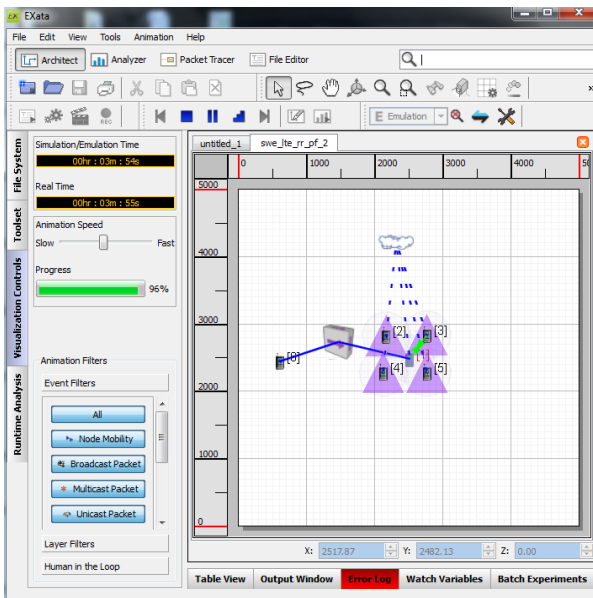 EXata
File Edit View Tools Animation Help
Architect Analyzer Packet Tracer File Editor
REC
E Emulation
File System
Toolset
Visualization Controls
Runtime Analysis
Simulation/Emulation Time
00hr : 03m : 54s
Real Time
00hr : 03m : 55s
Animation Speed
Slow Fast
Progress
96%
Animation Filters
Event Filters
All
Node Mobility
Broadcast Packet
Multicast Packet
Unicast Packet
Layer Filters
Human in the Loop
untitled_1 swe_lte_rr_pf_2
0 1000 2000 3000 4000 50
5000
4000
3000
2000
1000
0
[2] [3]
[4] [5]
X: 2517.87 Y: 2482.13 Z: 0.00
Table View Output Window Error Log Watch Variables Batch Experiments